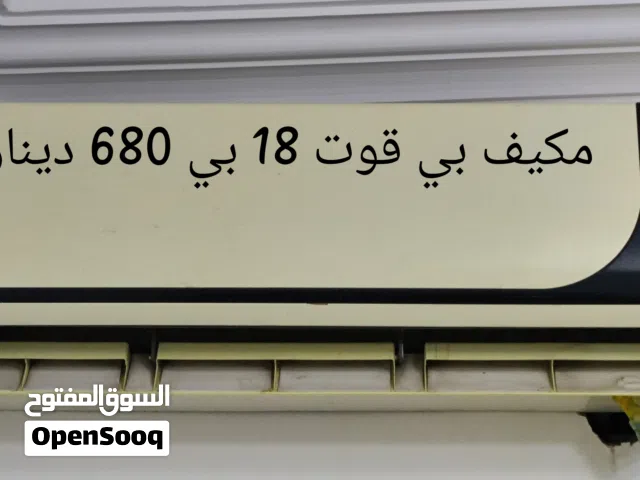 مكيف بي قوت 18 بي 680 دينار
السوق المفتوح
OpenSooq